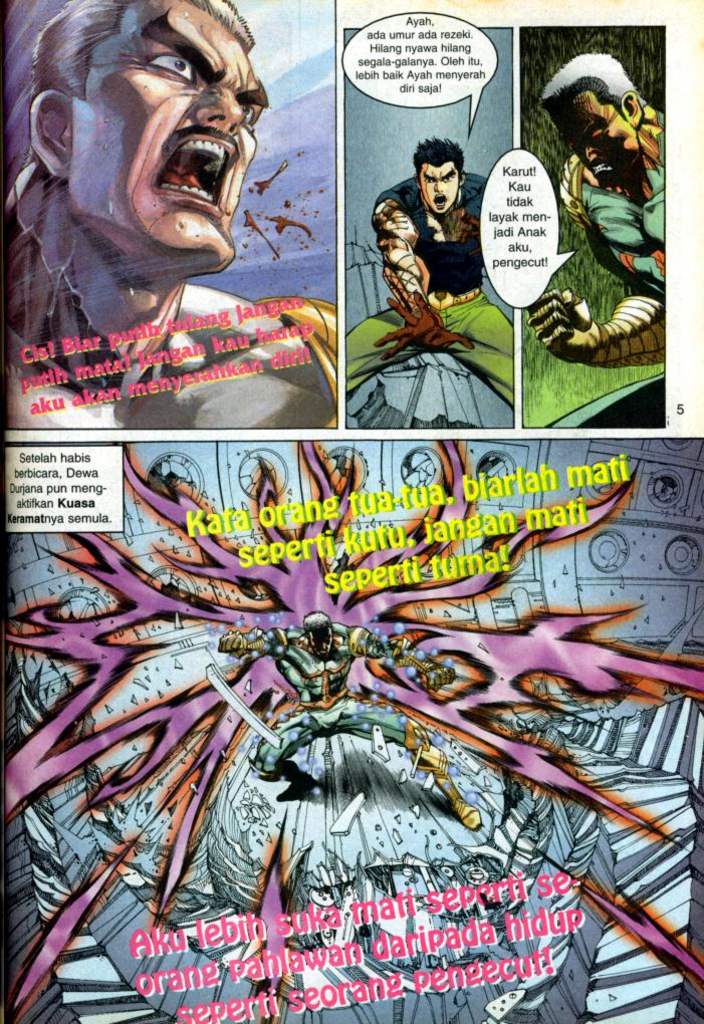 Cis! Biar putih tulang jangan
putih mata! Jangan kau harap
aku akan menyerahkan diri!
Ayah,
ada umur ada rezeki.
Hilang nyawa hilang
segala-galanya. Oleh itu,
lebih baik Ayah menyerah
diri saja!
Karut!
Kau
tidak
layak men-
jadi Anak
aku,
pengecut!
5
Setelah habis
berbicara, Dewa
Durjana pun meng-
aktifkan Kuasa
Keramatnya semula.
Kata orang tua-tua, biarlah mati
seperti kutu, jangan mati
seperti tuma!
Aku lebih suka mati seperti se-
orang pahlawan daripada hidup
seperti seorang pengecut!